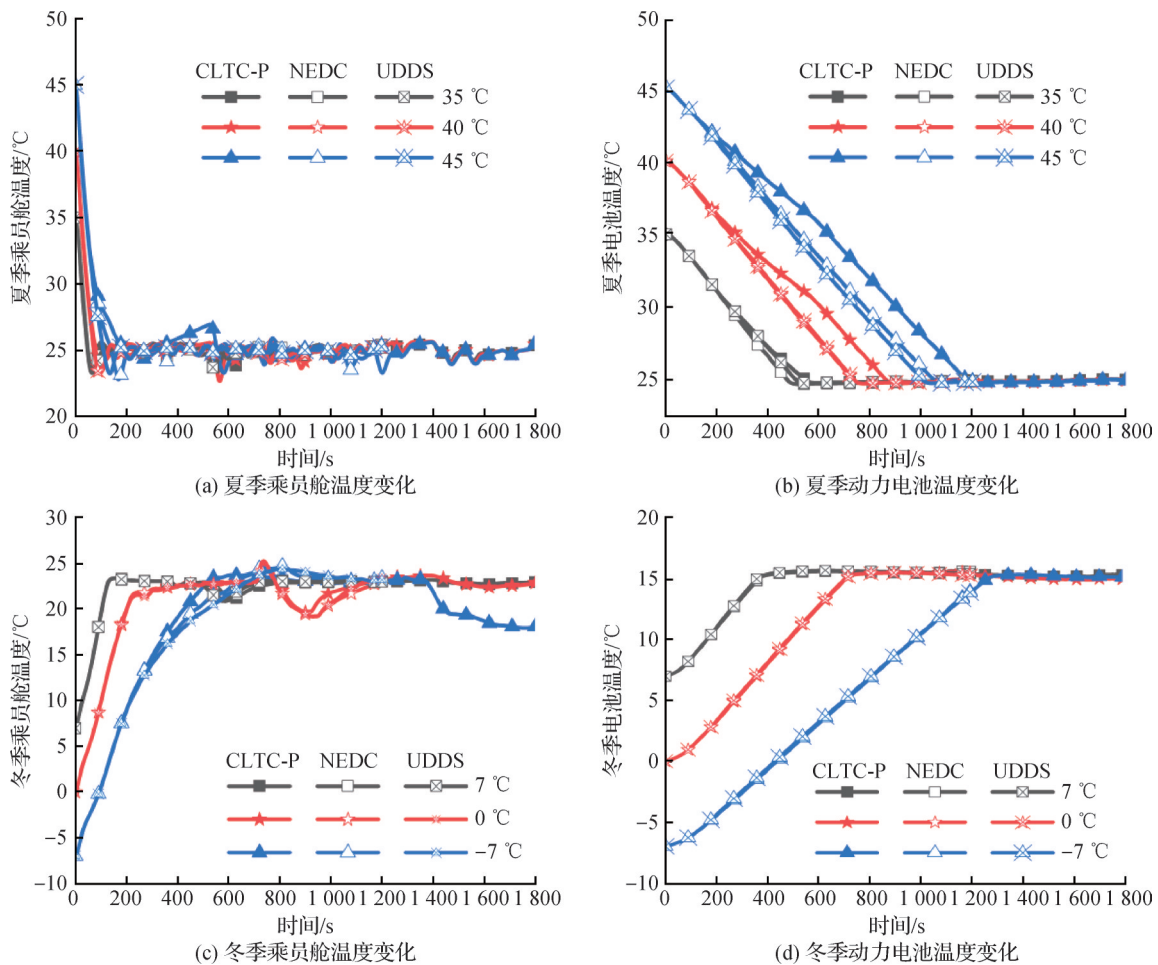 50
45
40
35
30
25
20
夏季乘员舱温度/℃
CLTC-P NEDC UDDS
35 ℃
40 ℃
45 ℃
0 200 400 600 800 1 000 1 200 1 400 1 600 1 800
时间/s
(a) 夏季乘员舱温度变化
50
45
40
35
30
25
夏季电池温度/℃
CLTC-P NEDC UDDS
35 ℃
40 ℃
45 ℃
0 200 400 600 800 1 000 1 200 1 400 1 600 1 800
时间/s
(b) 夏季动力电池温度变化
30
25
20
15
10
5
0
−5
−10
冬季乘员舱温度/℃
CLTC-P NEDC UDDS
7 ℃
0 ℃
−7 ℃
0 200 400 600 800 1 000 1 200 1 400 1 600 1 800
时间/s
(c) 冬季乘员舱温度变化
20
15
10
5
0
−5
−10
冬季电池温度/℃
CLTC-P NEDC UDDS
7 ℃
0 ℃
−7 ℃
0 200 400 600 800 1 000 1 200 1 400 1 600 1 800
时间/s
(d) 冬季动力电池温度变化